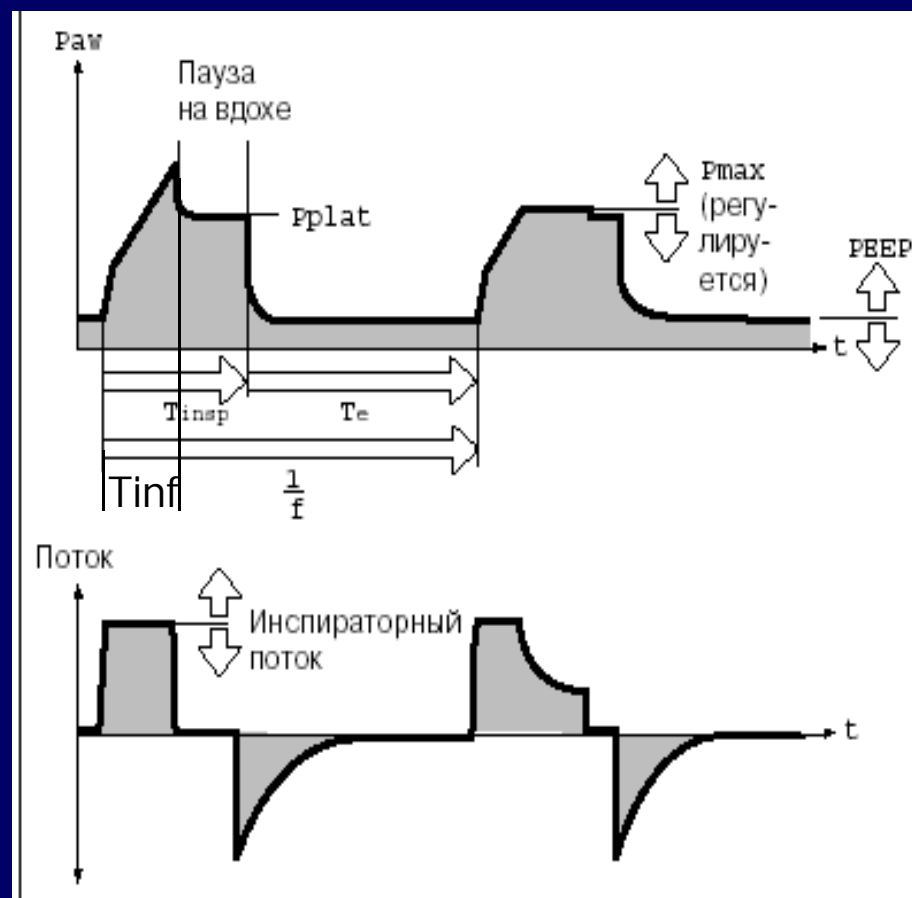 Paw
Пауза
на вдохе
Pplat
Pmax
(регу-
лиру-
ется)
PEEP
t
Tinsp
Te
Tinf
1
f
Поток
Инспираторный
поток
t